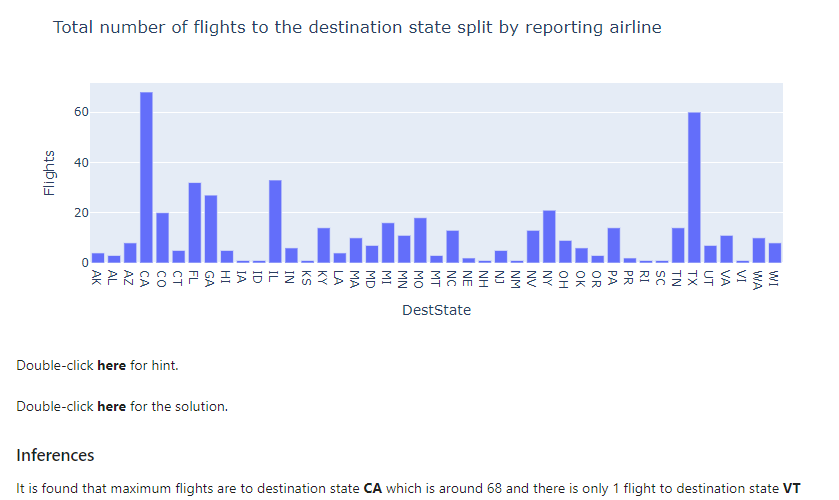 Total number of flights to the destination state split by reporting airline
60
40
20
0
Flights
AK AL AZ CA CO CT FL GA HI IA ID IL IN KS KY LA MA MD MI MN MO MT NC NE NH NJ NM NV NY OH OK OR PA PR RI SC TN TX UT VA VI WA WI
DestState
Double-click here for hint.
Double-click here for the solution.
Inferences
It is found that maximum flights are to destination state CA which is around 68 and there is only 1 flight to destination state VT